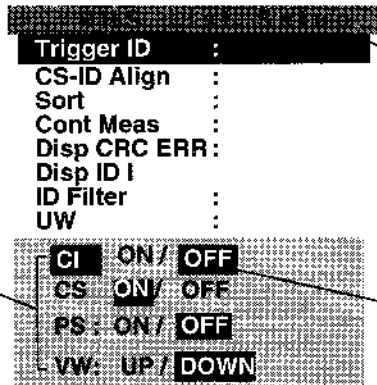 Trigger ID :
CS-ID Align :
Sort :
Cont Meas :
Disp CRC ERR :
Disp ID I
ID Filter :
UW :
CI ON / OFF
CS ON / OFF
PS : ON / OFF
VW: UP / DOWN